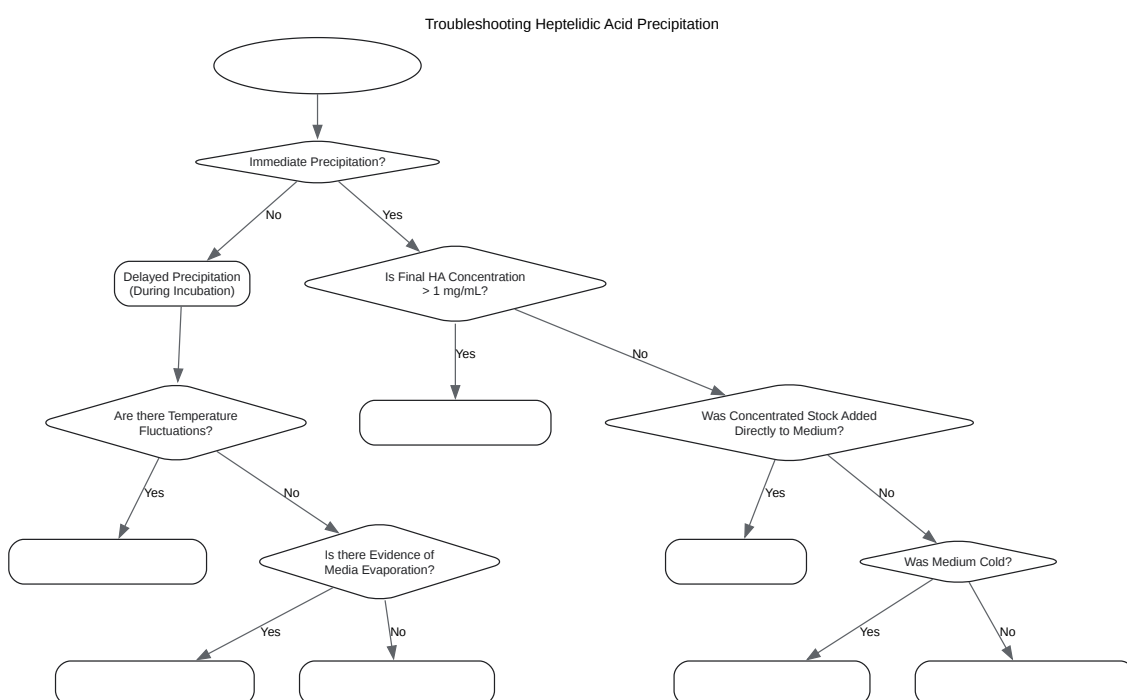 Troubleshooting Heptelidic Acid Precipitation
Immediate Precipitation?
No
Yes
Delayed Precipitation
(During Incubation)
Is Final HA Concentration
> 1 mg/mL?
Yes
No
Are there Temperature
Fluctuations?
Was Concentrated Stock Added
Directly to Medium?
Yes
No
Yes
No
Is there Evidence of
Media Evaporation?
Was Medium Cold?
Yes
No
Yes
No